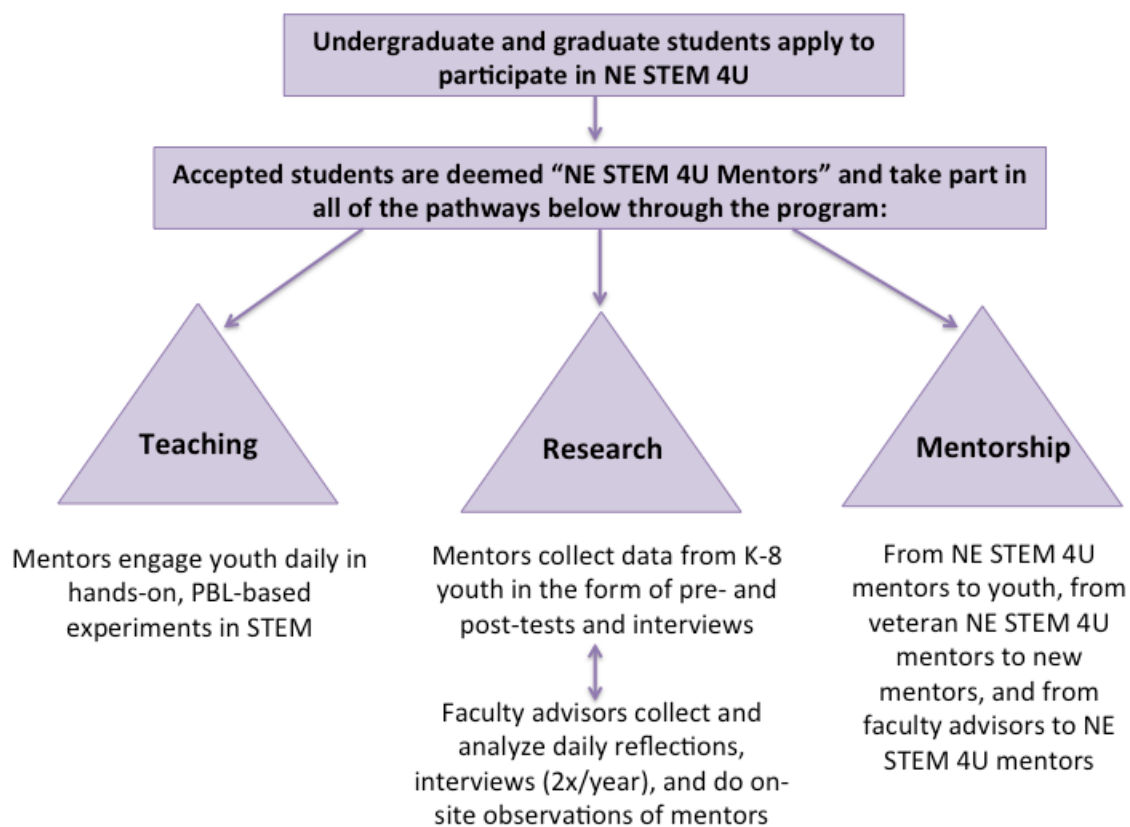 Undergraduate and graduate students apply to
participate in NE STEM 4U
Accepted students are deemed “NE STEM 4U Mentors” and take part in
all of the pathways below through the program:
Teaching
Research
Mentorship
Mentors engage youth daily in
hands-on, PBL-based
experiments in STEM
Mentors collect data from K-8
youth in the form of pre- and
post-tests and interviews
Faculty advisors collect and
analyze daily reflections,
interviews (2x/year), and do on-
site observations of mentors
From NE STEM 4U
mentors to youth, from
veteran NE STEM 4U
mentors to new
mentors, and from
faculty advisors to NE
STEM 4U mentors